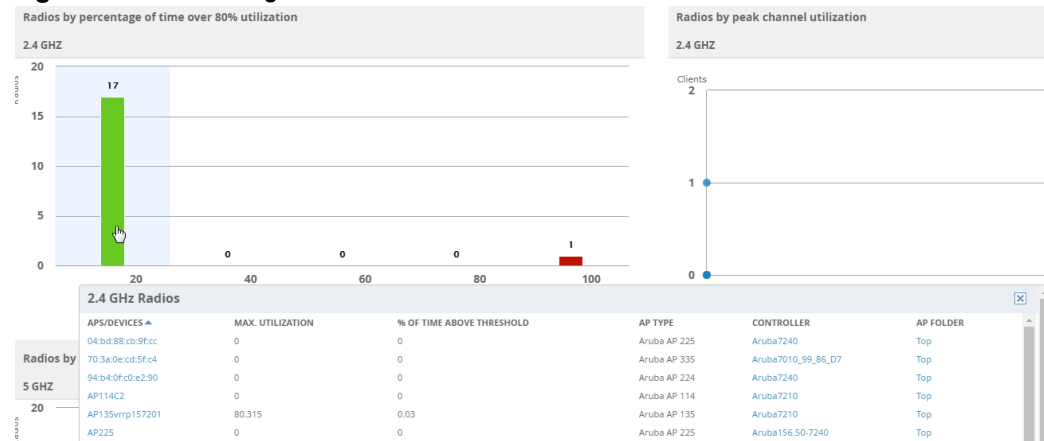 Radios by percentage of time over 80% utilization
2.4 GHZ
20
17
15
10
5
0
0
0
0
1
20
40
60
80
100
Radios by peak channel utilization
2.4 GHZ
Clients
2
1
0
Radios by
5 GHZ
20
2.4 GHz Radios
APS/DEVICES MAX. UTILIZATION % OF TIME ABOVE THRESHOLD AP TYPE CONTROLLER AP FOLDER
04:bd:88:cb:9f:cc 0 0 Aruba AP 225 Aruba7240 Top
70:3a:0e:cd:5f:c4 0 0 Aruba AP 335 Aruba7010_99_86_D7 Top
94:b4:0f:c0:e2:90 0 0 Aruba AP 224 Aruba7240 Top
AP114C2 0 0 Aruba AP 114 Aruba7210 Top
AP135vrrp157201 80.315 0.03 Aruba AP 135 Aruba7210 Top
AP225 0 0 Aruba AP 225 Aruba156.50-7240 Top